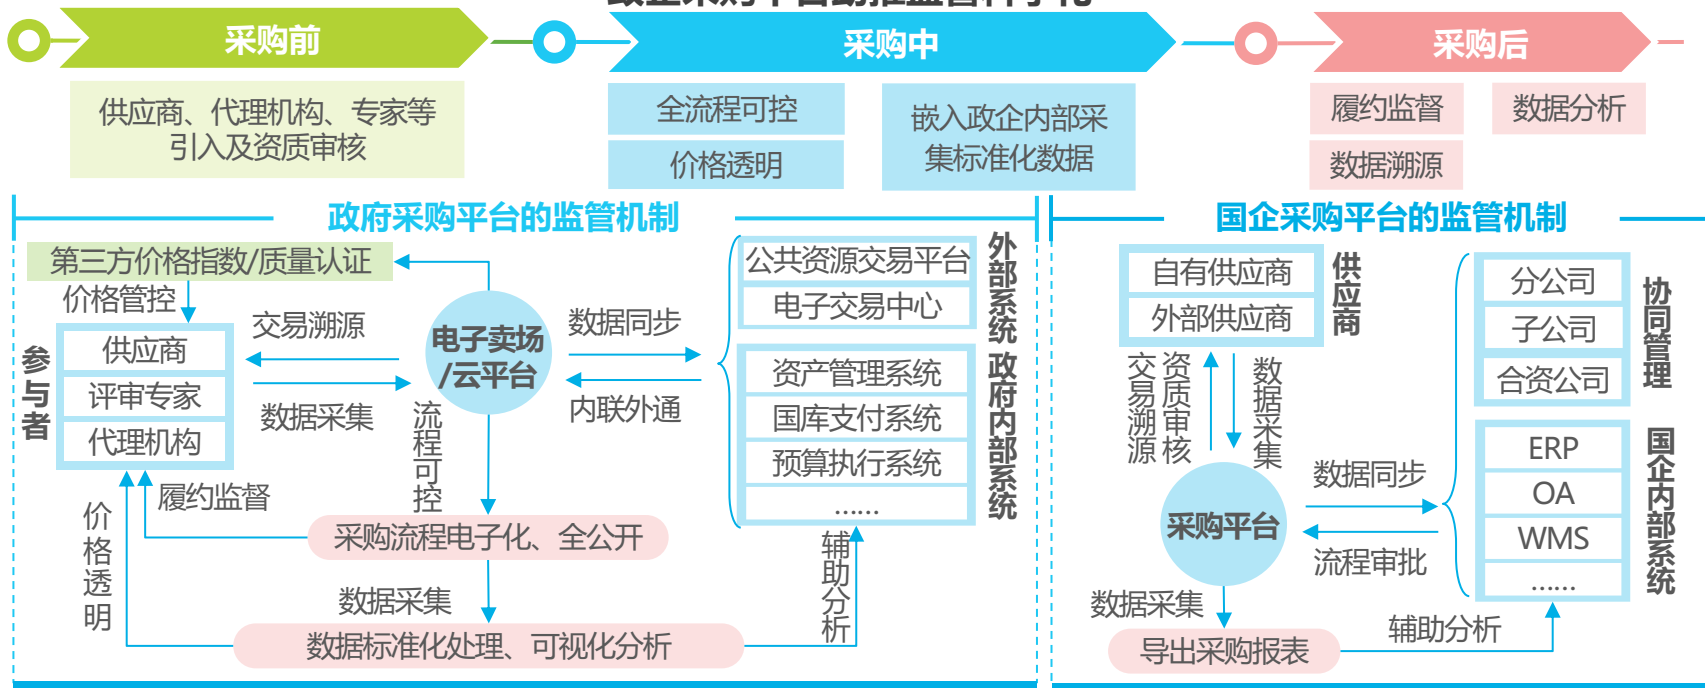 政企采购平台助推监管科学化
采购前
采购中
采购后
供应商、代理机构、专家等
引入及资质审核
全流程可控
价格透明
嵌入政企内部采
集标准化数据
履约监督
数据分析
数据溯源
政府采购平台的监管机制
第三方价格指数/质量认证
价格管控
参与者
供应商
评审专家
代理机构
交易溯源
数据采集
电子卖场
/云平台
数据同步
内联外通
公共资源交易平台
电子交易中心
外部系统
资产管理系统
国库支付系统
预算执行系统
......
政府内部系统
流程可控
履约监督
价格透明
采购流程电子化、全公开
数据采集
数据标准化处理、可视化分析
辅助分析
国企采购平台的监管机制
自有供应商
外部供应商
供应商
交易溯源
资质审核
数据采集
采购平台
数据同步
流程审批
分公司
子公司
合资公司
协同管理
ERP
OA
WMS
......
国企内部系统
数据采集
导出采购报表
辅助分析